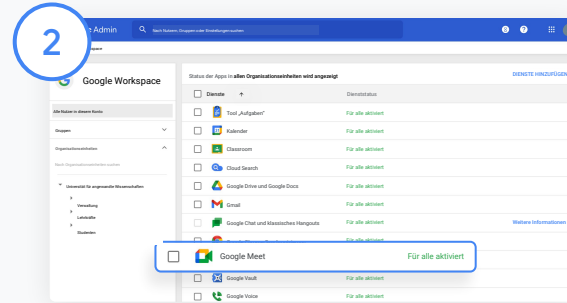 2
Admin
Nach Nutzern, Gruppen oder Einstellungen suchen
Google Workspace
Status der Apps in allen Organisationseinheiten wird angezeigt
DIENSTE HINZUFÜGEN
Dienste
Dienststatus
Alle Nutzer in diesem Konto
Gruppen
Organisationseinheiten
Nach Organisationseinheiten suchen
Universität für angewandte Wissenschaften
Verwaltung
Lehrkräfte
Studenten
Tool „Aufgaben" Für alle aktiviert
Kalender Für alle aktiviert
Classroom Für alle aktiviert
Cloud Search Für alle aktiviert
Google Drive und Google Docs Für alle aktiviert
Gmail Für alle aktiviert
Google Chat und klassisches Hangouts Für alle aktiviert Weitere Informationen
Für alle aktiviert
Google Meet Für alle aktiviert
Google Vault Für alle aktiviert
Google Voice Für alle aktiviert